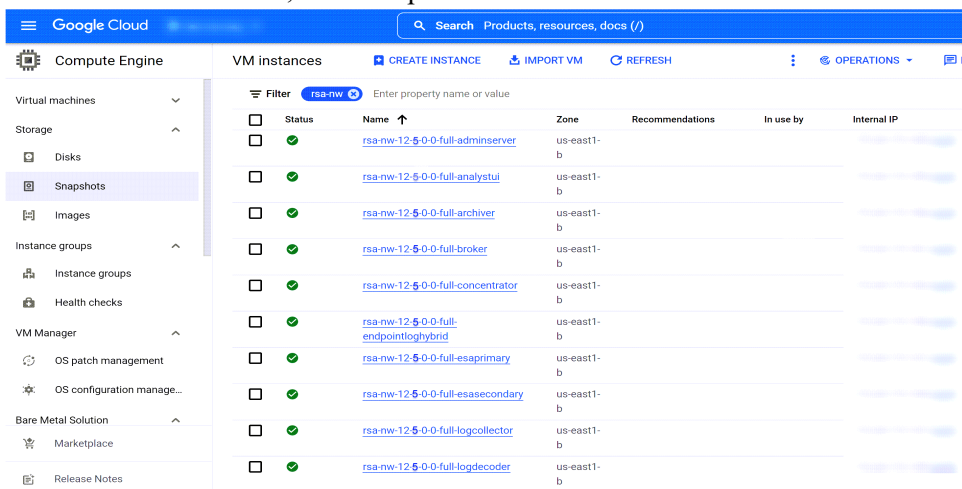 Google Cloud
Search Products, resources, docs (/)
Compute Engine
VM instances
CREATE INSTANCE
IMPORT VM
REFRESH
OPERATIONS
Virtual machines
Storage
Disks
Snapshots
Images
Instance groups
Instance groups
Health checks
VM Manager
OS patch management
OS configuration manage...
Bare Metal Solution
Marketplace
Release Notes
Filter rsa-nw Enter property name or value
Status Name Zone Recommendations In use by Internal IP
rsa-nw-12-5-0-0-full-adminserver us-east1-
b
rsa-nw-12-5-0-0-full-analystui us-east1-
b
rsa-nw-12-5-0-0-full-archiver us-east1-
b
rsa-nw-12-5-0-0-full-broker us-east1-
b
rsa-nw-12-5-0-0-full-concentrator us-east1-
b
rsa-nw-12-5-0-0-full- us-east1-
endpointloghybrid b
rsa-nw-12-5-0-0-full-esaprimary us-east1-
b
rsa-nw-12-5-0-0-full-esasecondary us-east1-
b
rsa-nw-12-5-0-0-full-logcollector us-east1-
b
rsa-nw-12-5-0-0-full-logdecoder us-east1-
b